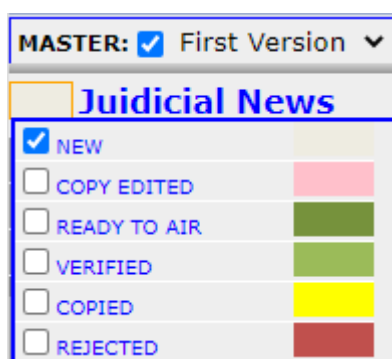 MASTER: First Version
Juidicial News
NEW
COPY EDITED
READY TO AIR
VERIFIED
COPIED
REJECTED